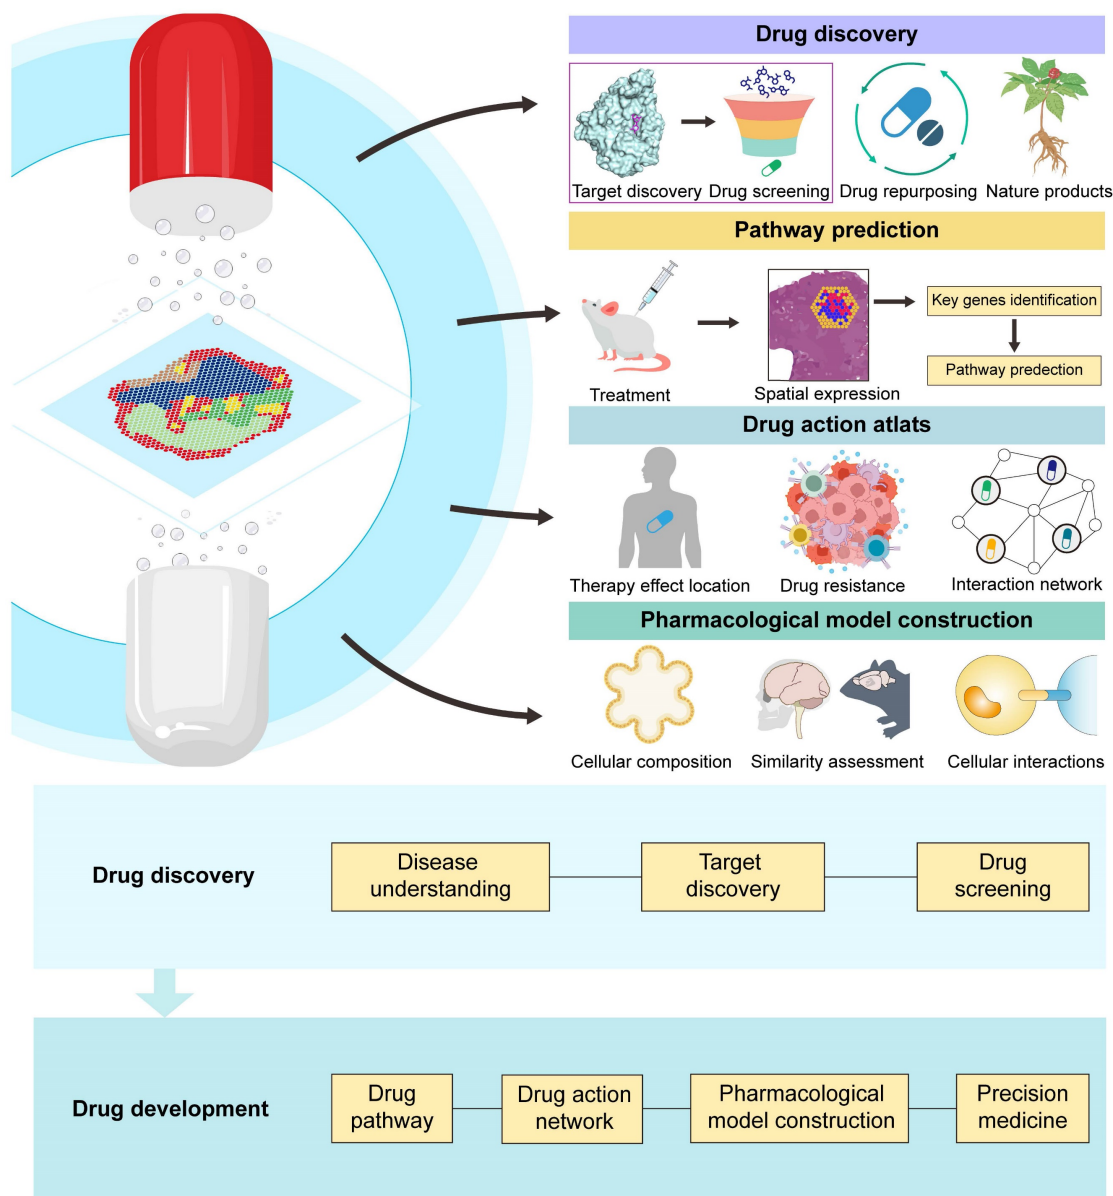 Drug discovery
Target discovery
Drug screening
Drug repurposing
Nature products
Pathway prediction
Key genes identification
Pathway predection
Treatment
Spatial expression
Drug action atlats
Therapy effect location
Drug resistance
Interaction network
Pharmacological model construction
Cellular composition
Similarity assessment
Cellular interactions
Drug discovery
Disease
understanding
Target
discovery
Drug
screening
Drug development
Drug
pathway
Drug action
network
Pharmacological
model construction
Precision
medicine